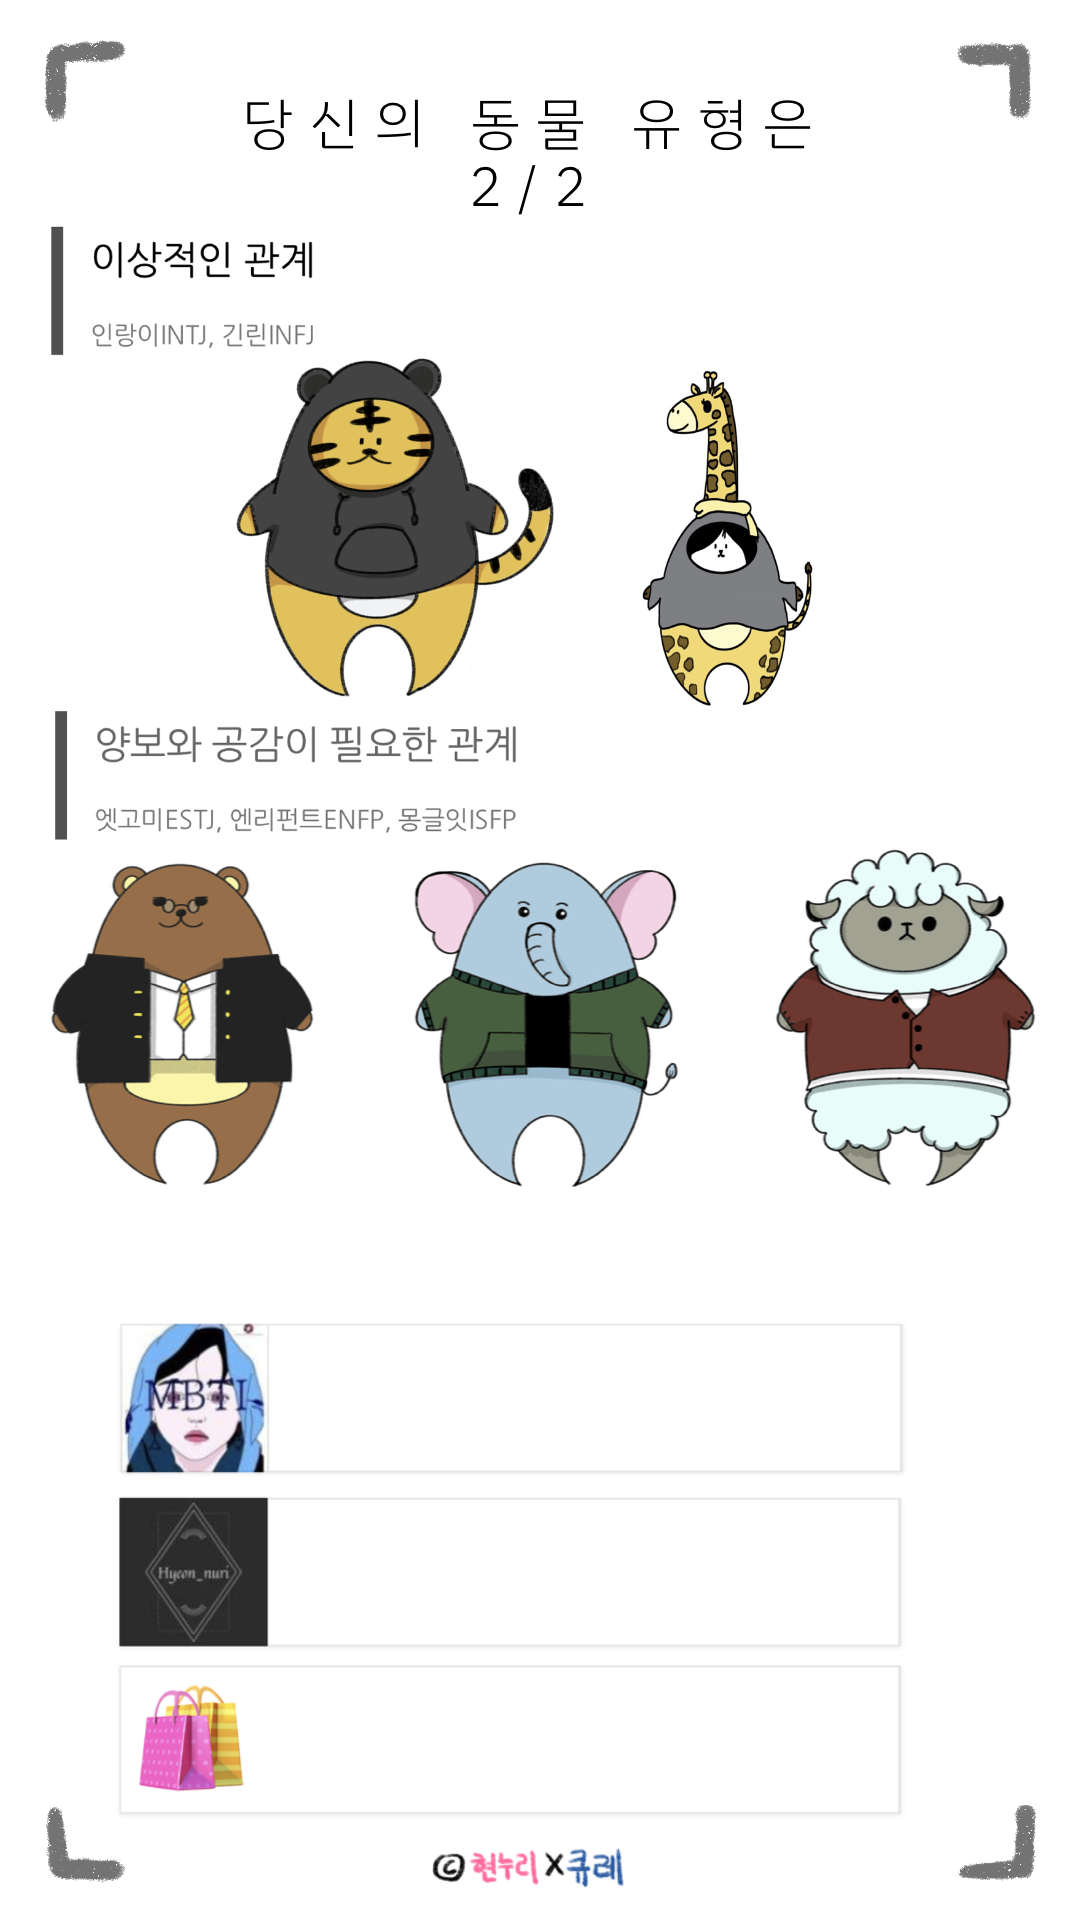 당신의 동물 유형은
2/2
이상적인 관계
인랑이INTJ, 긴린INFJ
양보와 공감이 필요한 관계
엣고미ESTJ, 엔리펀트ENFP, 몽글잇ISFP
MBTI
Hyeon_nuri
© 현누리 X 큐레